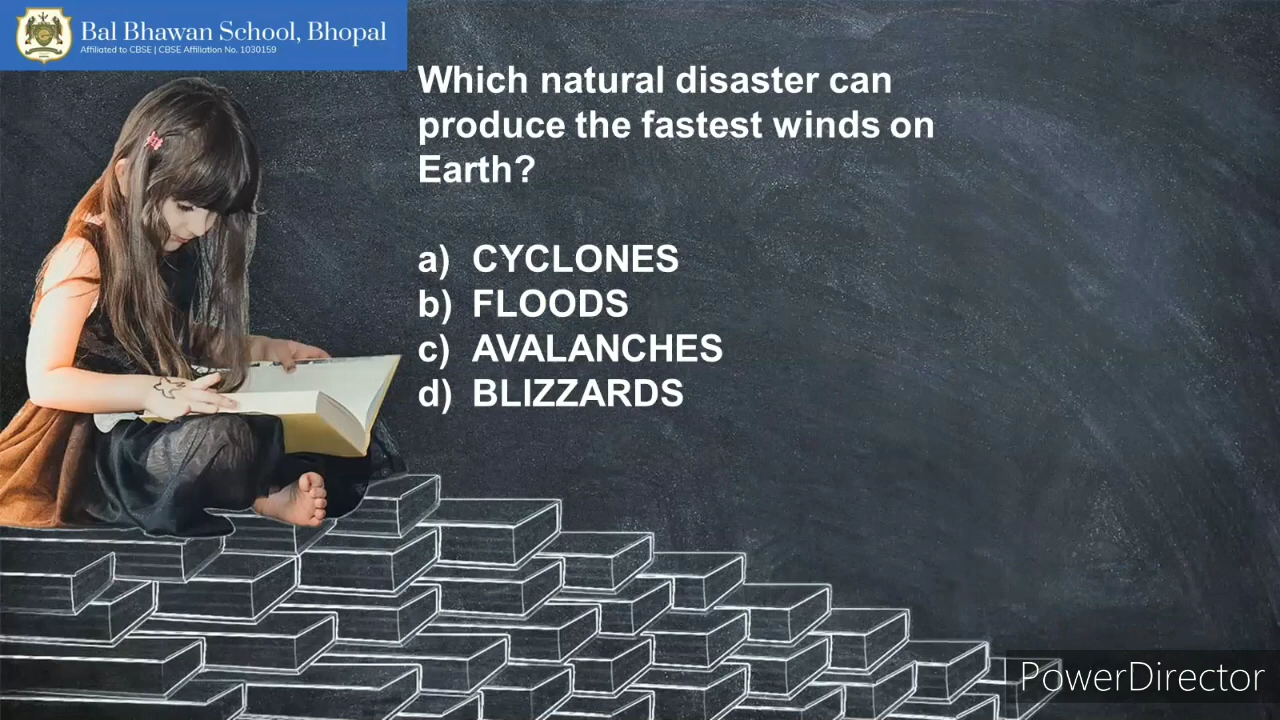 Bal Bhawan School, Bhopal
Affiliated to CBSE | CBSE Affiliation No. 1030159
Which natural disaster can
produce the fastest winds on
Earth?
a) CYCLONES
b) FLOODS
c) AVALANCHES
d) BLIZZARDS
PowerDirector